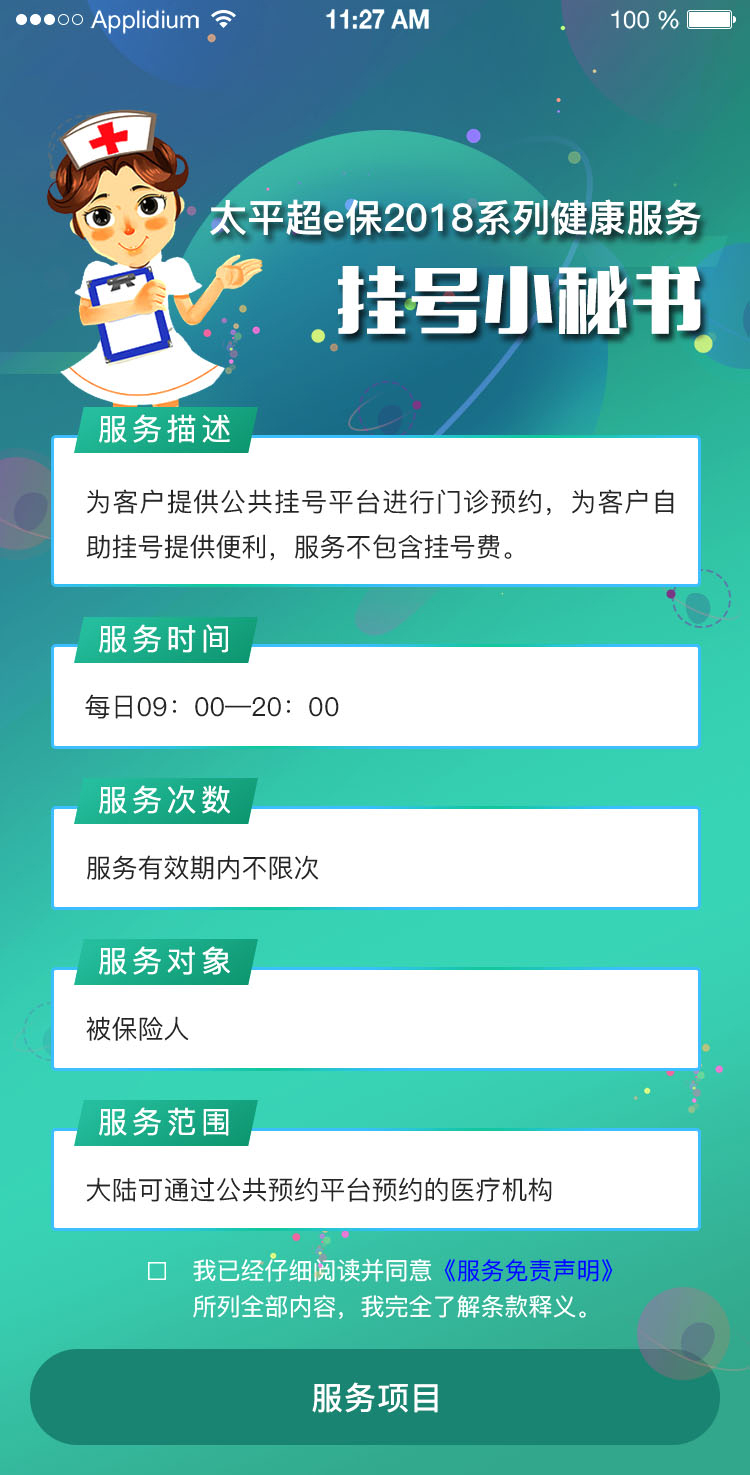 Applidium 11:27 AM 100 %
太平超e保2018系列健康服务
挂号小秘书
服务描述
为客户提供公共挂号平台进行门诊预约，为客户自
助挂号提供便利，服务不包含挂号费。
服务时间
每日09：00—20：00
服务次数
服务有效期内不限次
服务对象
被保险人
服务范围
大陆可通过公共预约平台预约的医疗机构
我已经仔细阅读并同意《服务免责声明》
所列全部内容，我完全了解条款释义。
服务项目